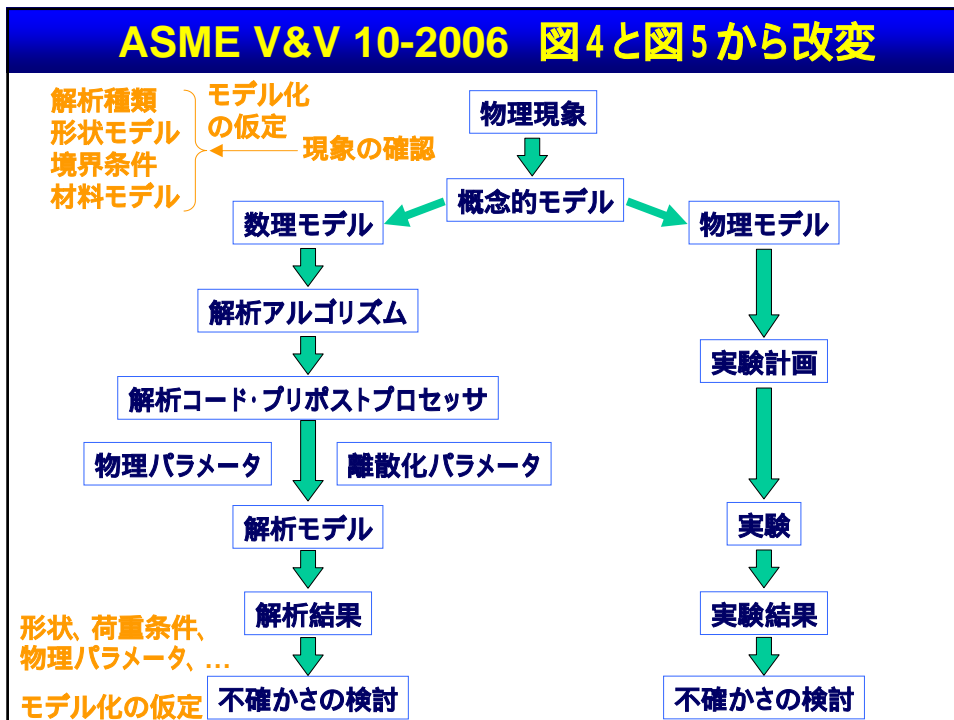 ASME V&V 10-2006 図4と図5から改変
解析種類
形状モデル
境界条件
材料モデル
モデル化
の仮定
現象の確認
物理現象
概念的モデル
数理モデル
物理モデル
解析アルゴリズム
実験計画
解析コード・プリポストプロセッサ
物理パラメータ
離散化パラメータ
解析モデル
実験
解析結果
実験結果
形状、荷重条件、
物理パラメータ、…
モデル化の仮定
不確かさの検討
不確かさの検討